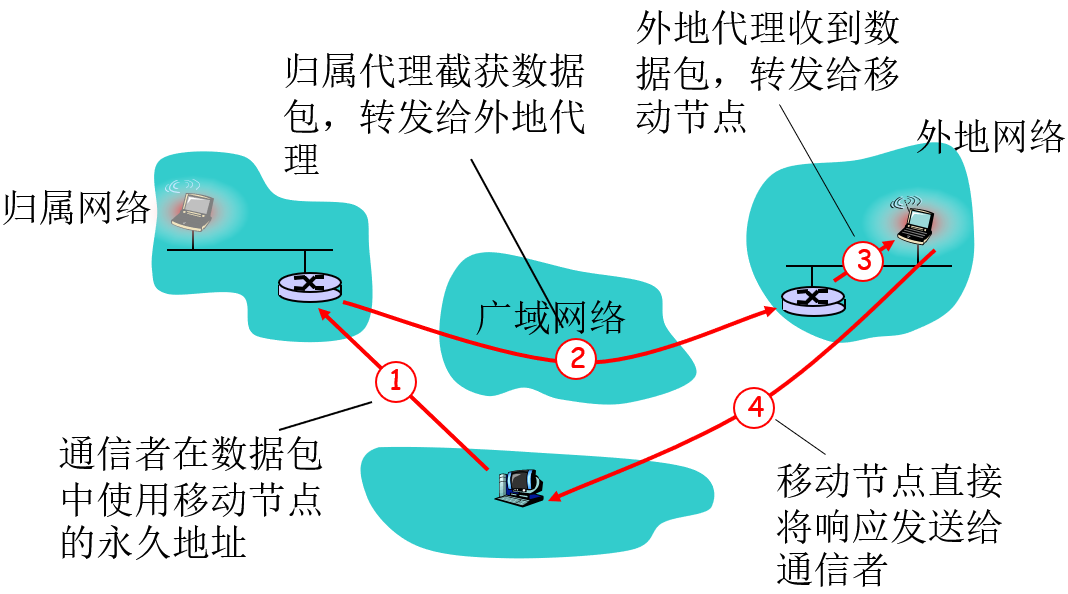 归属代理截获数据
包，转发给外地代
理
外地代理收到数
据包，转发给移
动节点
外地网络
归属网络
广域网络
3
2
1
4
通信者在数据包
中使用移动节点
的永久地址
移动节点直接
将响应发送给
通信者